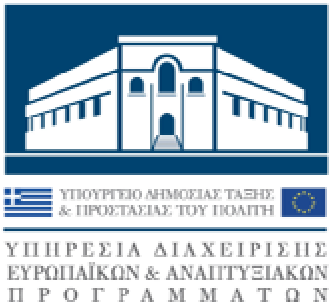 ΥΠΟΥΡΓΕΙΟ ΔΗΜΟΣΙΑΣ ΤΑΞΗΣ
& ΠΡΟΣΤΑΣΙΑΣ ΤΟΥ ΠΟΛΙΤΗ
ΥΠΗΡΕΣΙΑ ΔΙΑΧΕΙΡΙΣΗΣ
ΕΥΡΩΠΑΪΚΩΝ & ΑΝΑΠΤΥΞΙΑΚΩΝ
ΠΡΟΓΡΑΜΜΑΤΩΝ